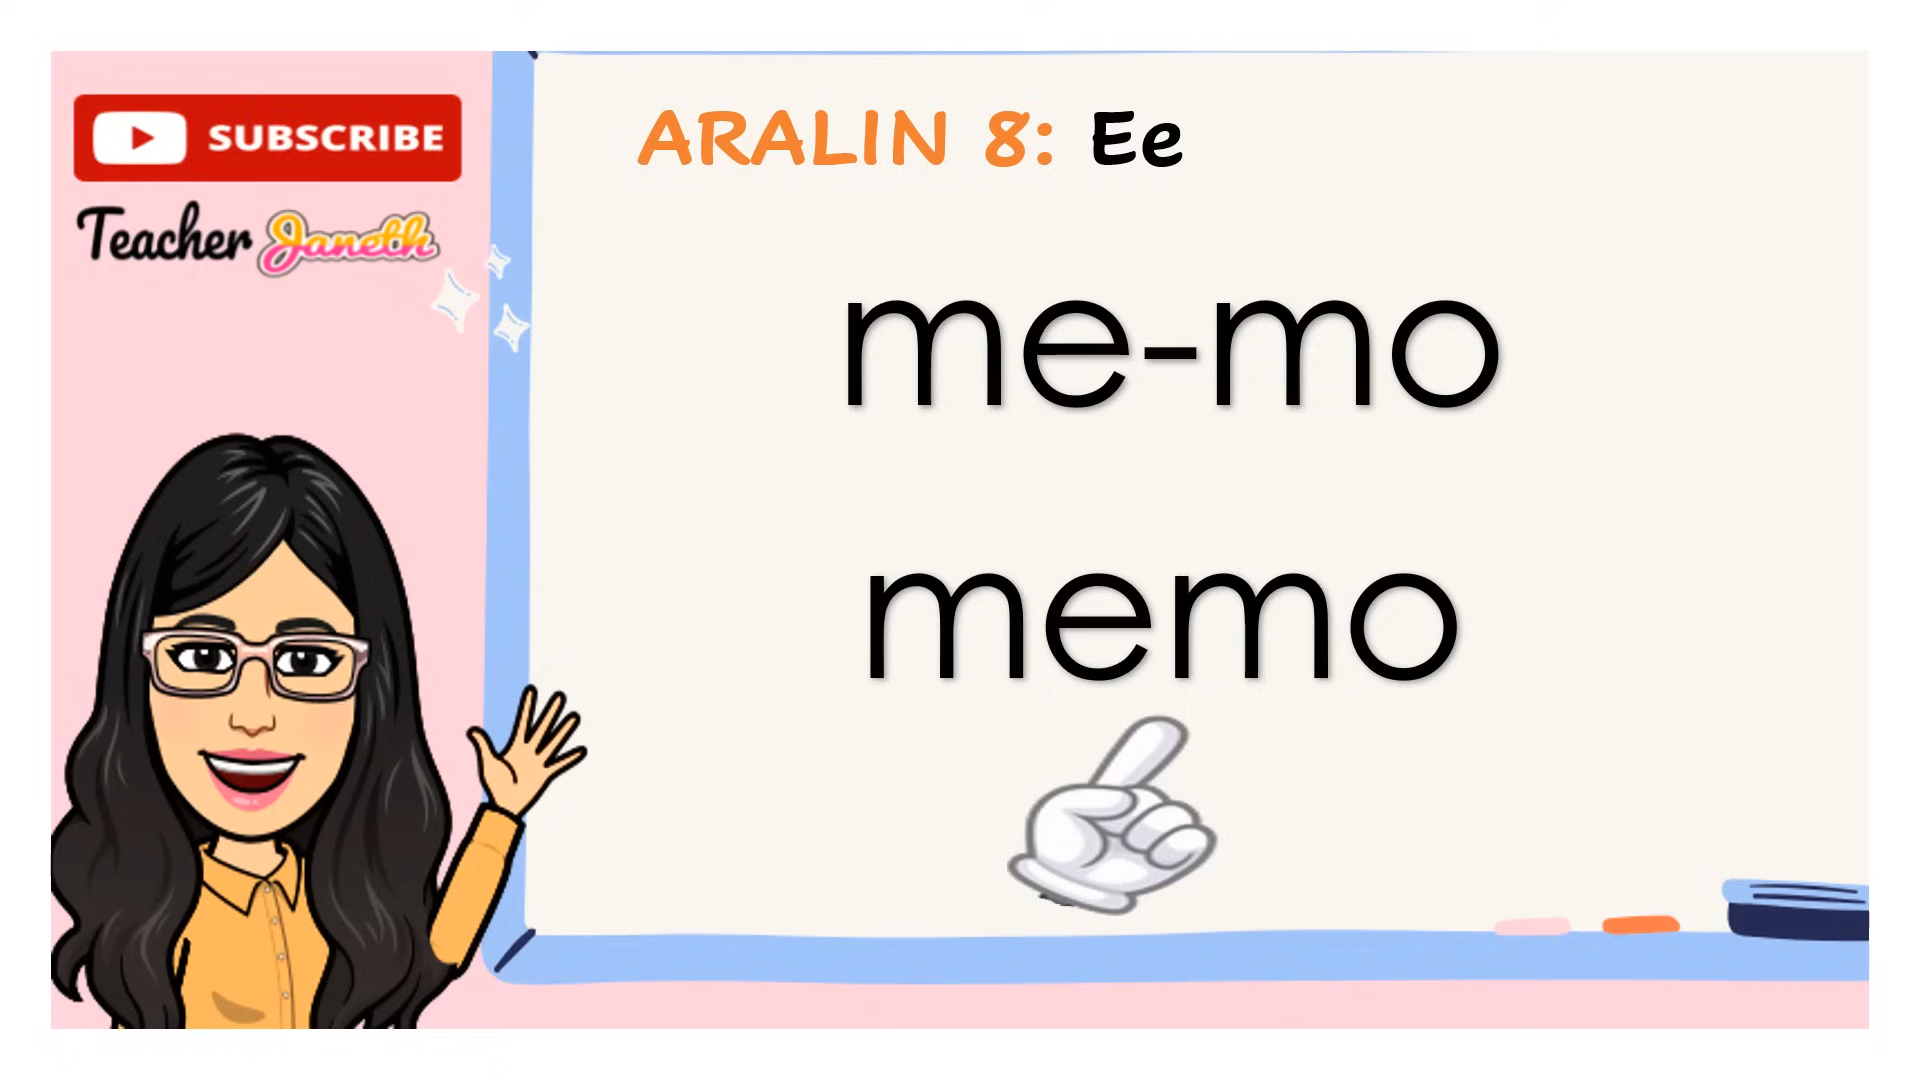 SUBSCRIBE
Teacher Janeth
ARALIN 8: Ee
me-mo
memo